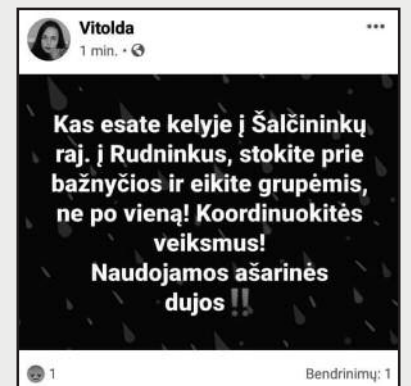 Vitolda
1 min. •
Kas esate kelyje į Šalčininkų
raj. į Rudninkus, stokite prie
bažnyčios ir eikite grupėmis,
ne po vieną! Koordinuokitės
veiksmus!
Naudojamos ašarinės
dujos‼
1
Bendrinimų: 1